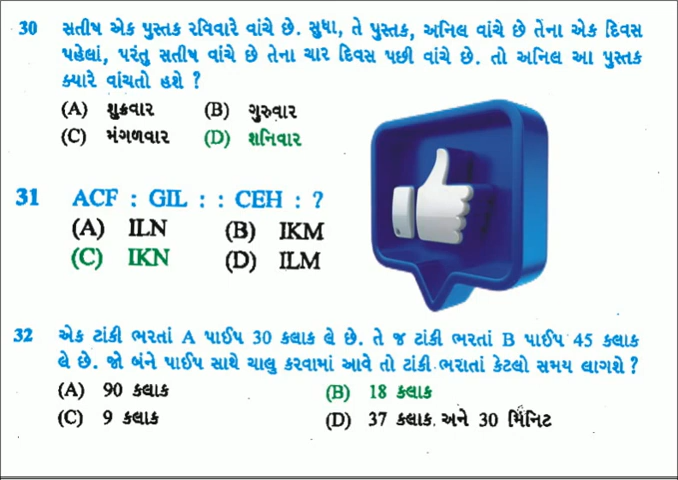 30 સતીષ એક પુસ્તક રવિવારે વાંચે છે. સુધા, તે પુસ્તક, અનિલ વાંચે છે તેના એક દિવસ
પહેલાં, પરંતુ સતીષ વાંચે છે તેના ચાર દિવસ પછી વાંચે છે. તો અનિલ આ પુસ્તક
ક્યારે વાંચતો હશે ?
(A) શુક્રવાર (B) ગુરુવાર
(C) મંગળવાર (D) શનિવાર
31 ACF : GIL : : CEH : ?
(A) ILN (B) IKM
(C) IKN (D) ILM
32 એક ટાંકી ભરતાં A પાઈપ 30 કલાક લે છે. તે જ ટાંકી ભરતાં B પાઈપ 45 કલાક
લે છે. જો બંને પાઈપ સાથે ચાલુ કરવામાં આવે તો ટાંકી ભરાતાં કેટલો સમય લાગશે ?
(A) 90 કલાક (B) 18 કલાક
(C) 9 કલાક (D) 37 કલાક અને 30 મિનિટ